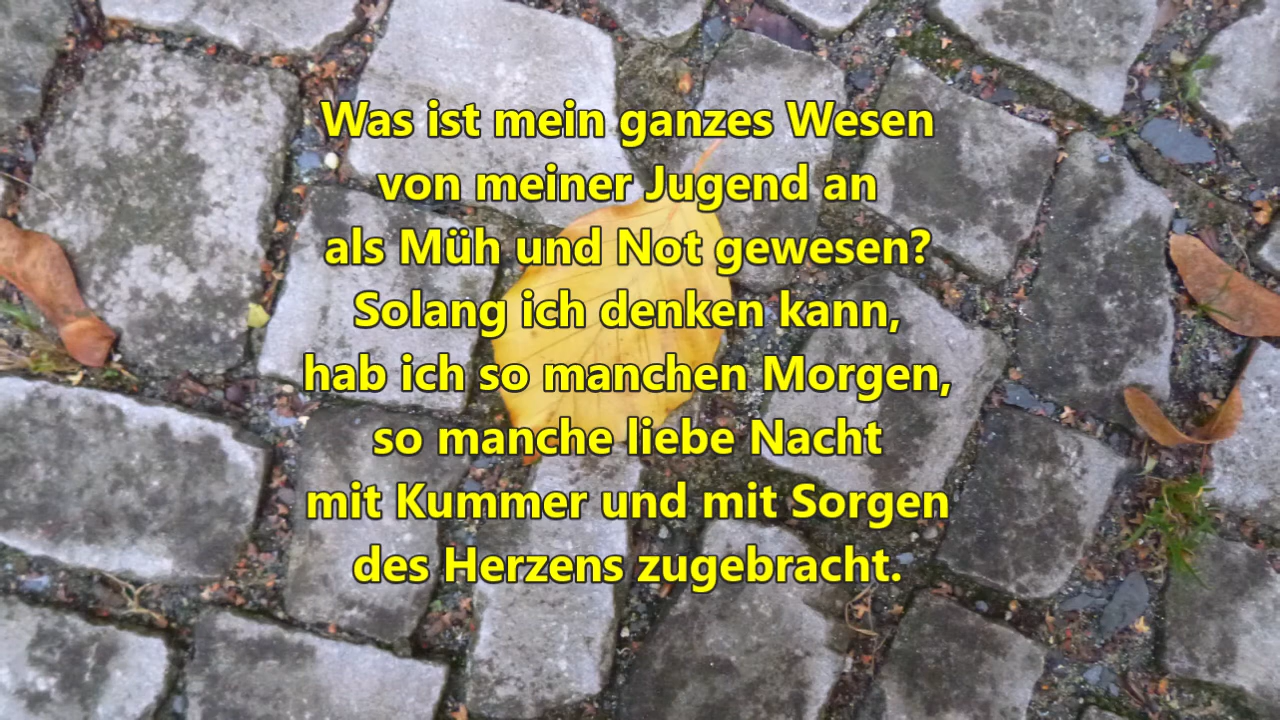 Was ist mein ganzes Wesen
von meiner Jugend an
als Müh und Not gewesen?
Solang ich denken kann,
hab ich so manchen Morgen,
so manche liebe Nacht
mit Kummer und mit Sorgen
des Herzens zugebracht.